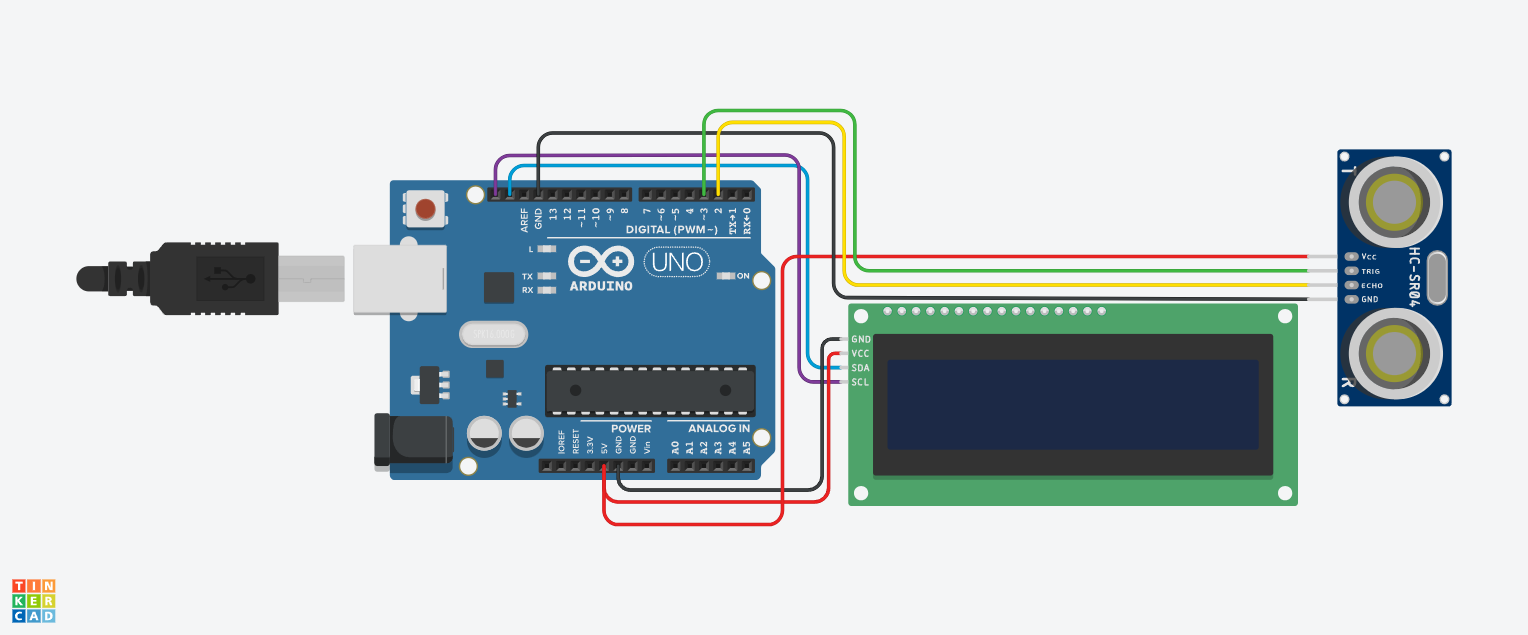 AREF
GND
13
12
~11
~10
~9
8
7
~6
~5
4
~3
2
TX→1
RX←0
DIGITAL (PWM~)
L
TX
RX
ARDUINO
UNO
ON
POWER
ANALOG IN
IOREF
RESET
3.3V
5V
GND
GND
Vin
A0
A1
A2
A3
A4
A5
GND
VCC
SDA
SCL
T
Vcc
TRIG
ECHO
GND
HC-SR04
R
TIN
KER
CAD